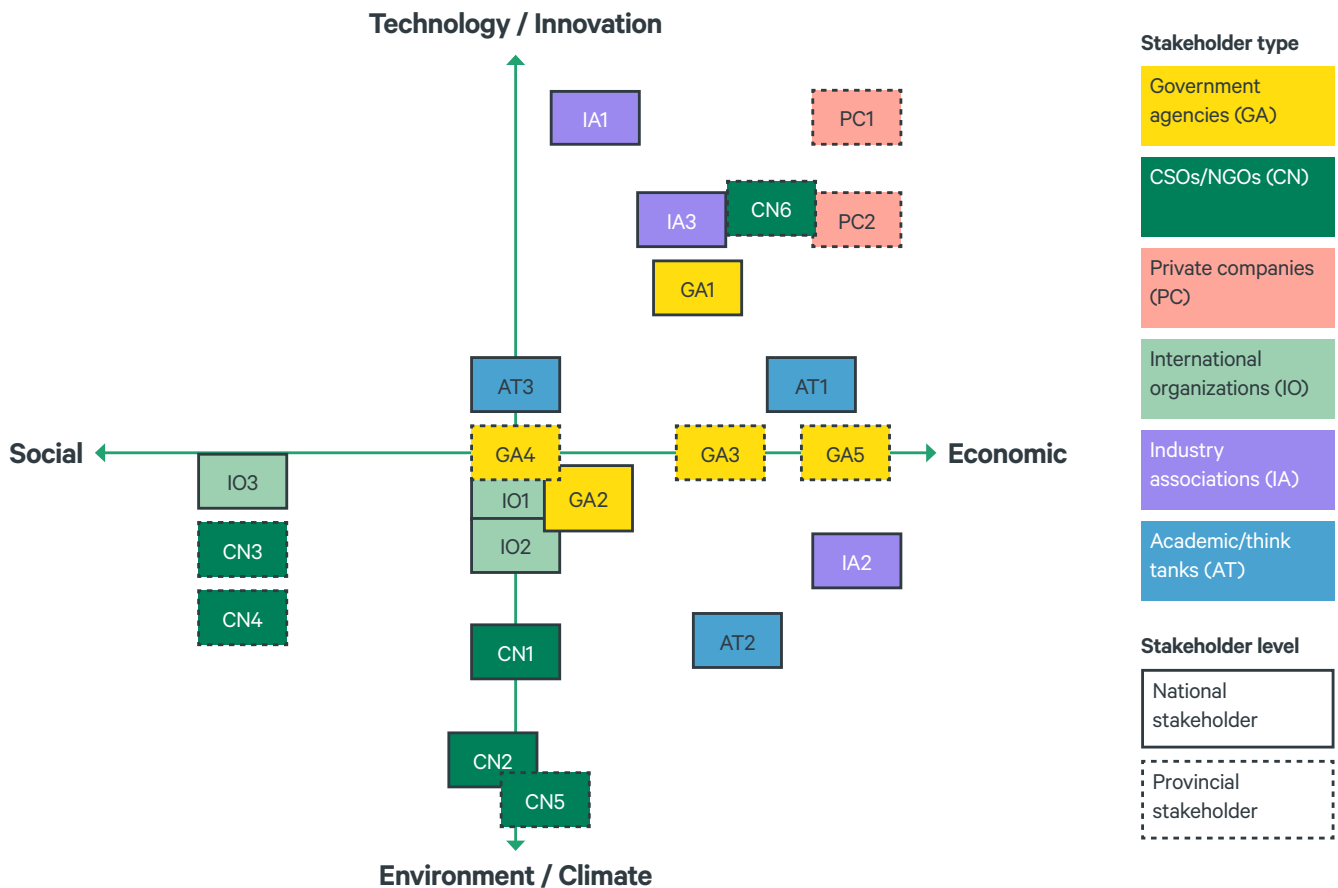 Technology / Innovation
Stakeholder type
Government
agencies (GA)
IA1
PC1
CSOs/NGOs (CN)
CN6
IA3
PC2
Private companies
(PC)
GA1
International
organizations (IO)
AT3
AT1
Social
GA4
GA3
GA5
Economic
Industry
associations (IA)
IO3
IO1
GA2
IO2
CN3
IA2
Academic/think
tanks (AT)
CN4
CN1
AT2
Stakeholder level
National
stakeholder
CN2
CN5
Provincial
stakeholder
Environment / Climate